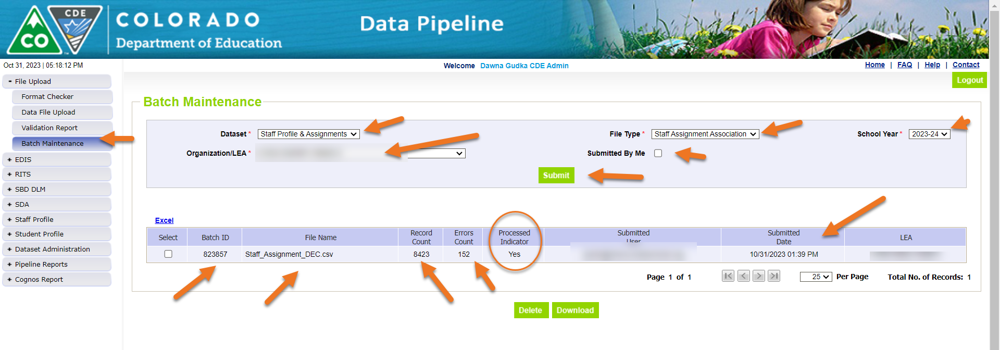 CDE
CO
COLORADO
Department of Education
Data Pipeline
Oct 31, 2023 | 05:18:12 PM
Welcome Dawna Gudka CDE Admin
Home | FAQ | Help | Contact
Logout
- File Upload
Format Checker
Data File Upload
Validation Report
Batch Maintenance
+ EDIS
+ RITS
+ SBD DLM
+ SDA
+ Staff Profile
+ Student Profile
+ Dataset Administration
+ Pipeline Reports
+ Cognos Report
Batch Maintenance
Dataset * Staff Profile & Assignments File Type * Staff Assignment Association School Year * 2023-24
Organization/LEA * Submitted By Me
Submit
Excel
Select Batch ID File Name Record Count Errors Count Processed Indicator Submitted User Submitted Date LEA
823857 Staff_Assignment_DEC.csv 8423 152 Yes 10/31/2023 01:39 PM
Page 1 of 1 25 Per Page Total No. of Records: 1
Delete Download